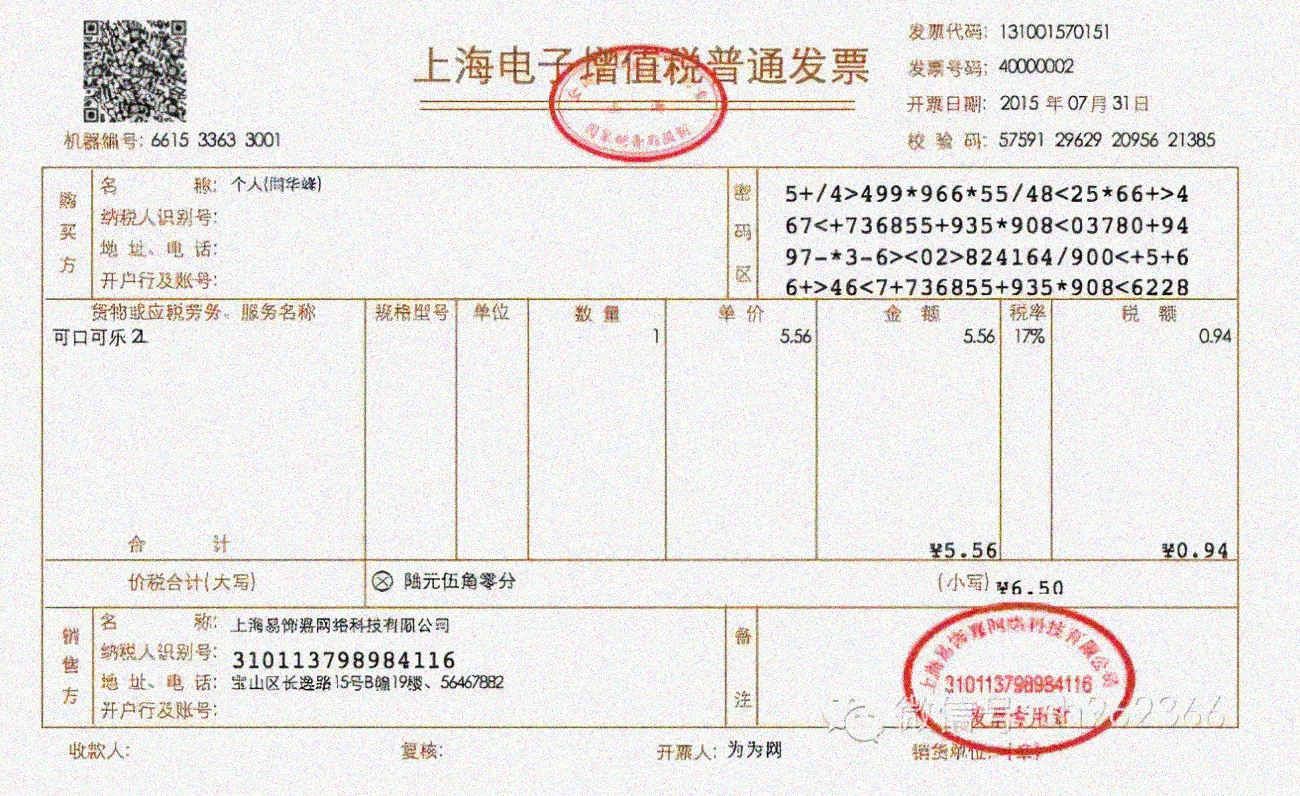 上海电子增值税普通发票
发票代码: 131001570151
发票号码: 40000002
开票日期: 2015 年 07月 31日
校 验 码: 57591 29629 20956 21385
机器编号: 6615 3363 3001
购买方
名 称: 个人(闫华峰)
纳税人识别号:
地 址、电 话:
开户行及账号:
密码区
5+/4>499*966*55/48<25*66+>4
67<+736855+935*908<03780+94
97-*3-6><02>824164/900<+5+6
6+>46<7+736855+935*908<6228
货物或应税劳务、服务名称 规格型号 单位 数 量 单 价 金 额 税率 税 额
可口可乐 2L 1 5.56 5.56 17% 0.94
合 计 ¥5.56 ¥0.94
价税合计(大写) ⊗ 陆元伍角零分 (小写) ¥6.50
销售方
名 称: 上海易饰嘉网络科技有限公司
纳税人识别号: 310113798984116
地 址、电 话: 宝山区长逸路15号B幢19楼、56467882
开户行及账号:
备注
上海易饰嘉网络科技有限公司
310113798984116
发票专用章
收款人: 复核: 开票人: 为为网 销货单位: (章)